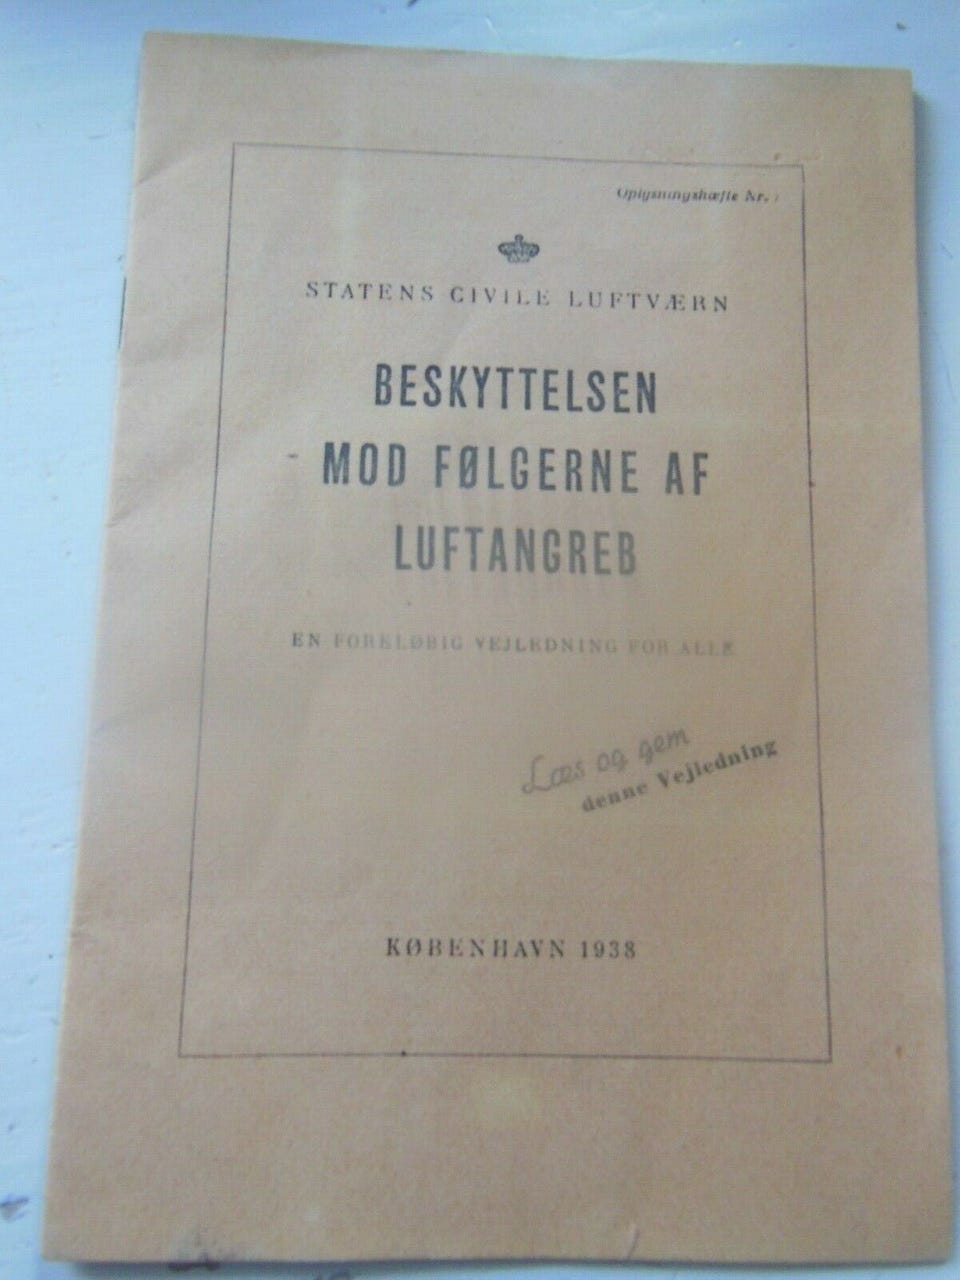 Oplysningshæfte Nr. 1
STATENS CIVILE LUFTVÆRN
BESKYTTELSEN
MOD FØLGERNE AF
LUFTANGREB
EN FORELØBIG VEJLEDNING FOR ALLE
Læs og gem
denne Vejledning
KØBENHAVN 1938